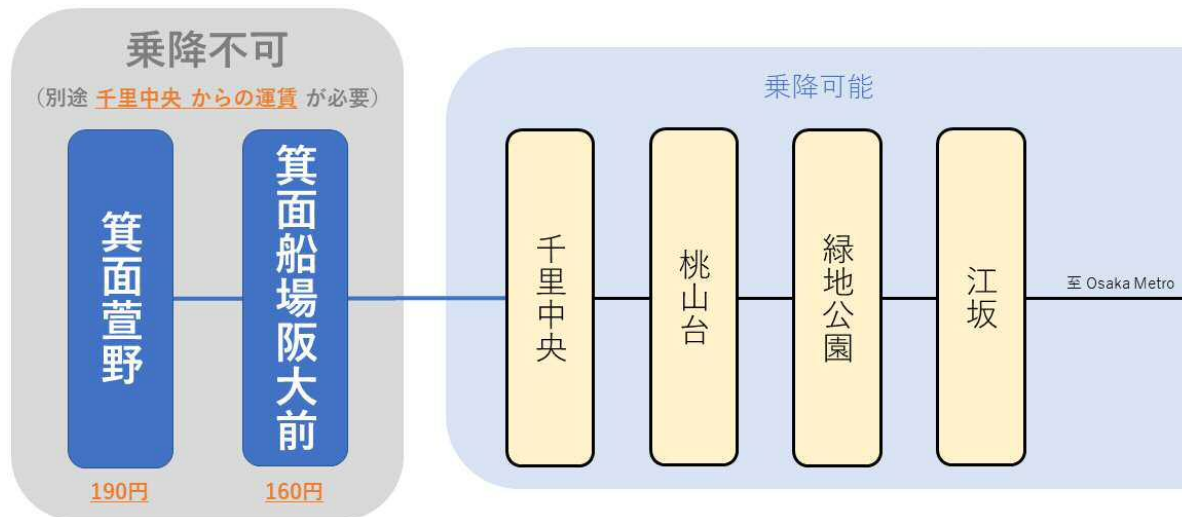 乗降不可
（別途 千里中央 からの運賃 が必要）
箕面萱野
箕面船場阪大前
190円
160円
乗降可能
千里中央
桃山台
緑地公園
江坂
至 Osaka Metro